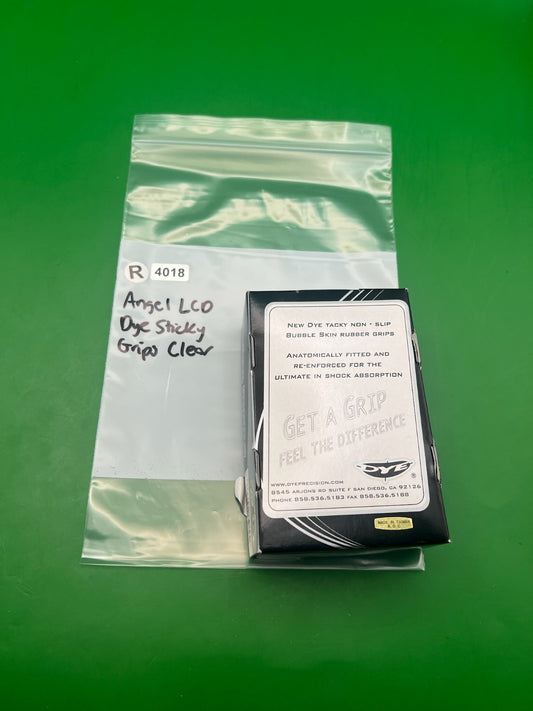 R 4018
Angel LCD
Dye Sticky
Grips Clear
NEW DYE TACKY NON - SLIP
BUBBLE SKIN RUBBER GRIPS
ANATOMICALLY FITTED AND
RE-ENFORCED FOR THE
ULTIMATE IN SHOCK ABSORPTION
GET A GRIP
FEEL THE DIFFERENCE
DYE ®
WWW.DYEPRECISION.COM
8545 ARJONS RD SUITE F SAN DIEGO, CA 92126
PHONE 858.536.5183 FAX 858.536.5188
MADE IN TAIWAN
R.O.C